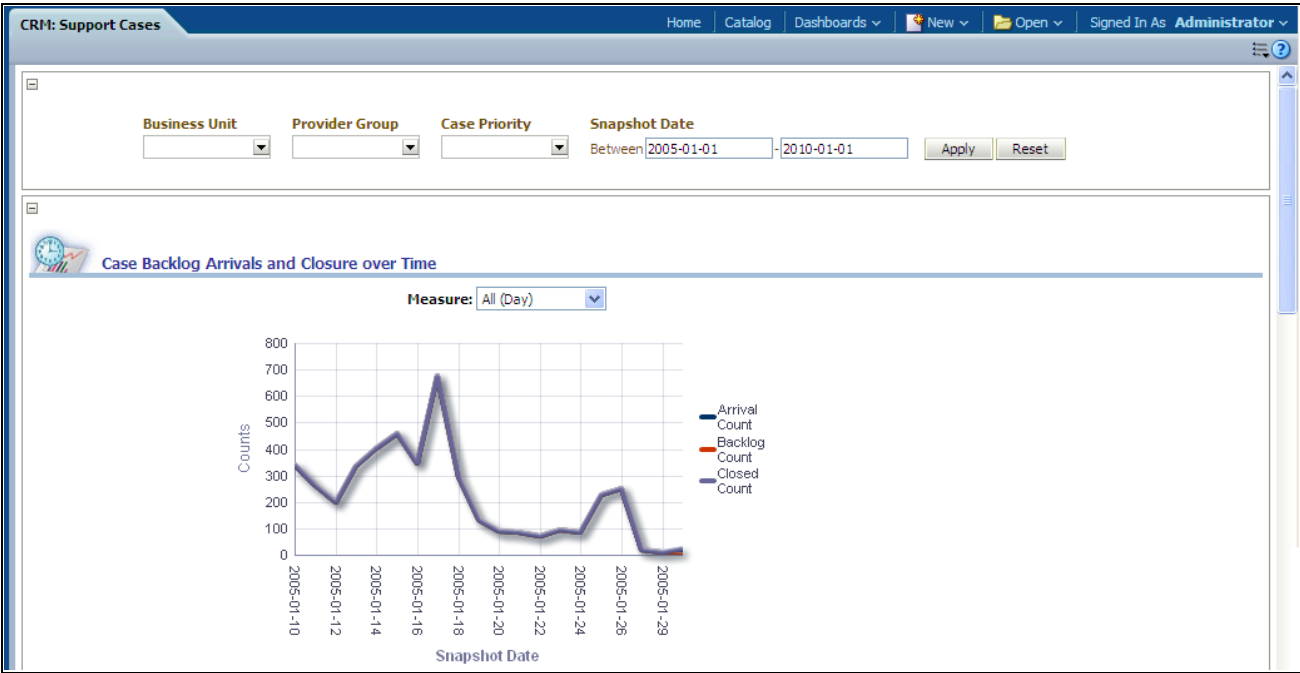 CRM: Support Cases
Home Catalog Dashboards New Open Signed In As Administrator
Business Unit Provider Group Case Priority Snapshot Date
Between 2005-01-01 - 2010-01-01 Apply Reset
Case Backlog Arrivals and Closure over Time
Measure: All (Day)
800
700
600
500
400
300
200
100
0
Counts
Arrival
Count
Backlog
Count
Closed
Count
2005-01-10
2005-01-12
2005-01-14
2005-01-16
2005-01-18
2005-01-20
2005-01-22
2005-01-24
2005-01-26
2005-01-29
Snapshot Date